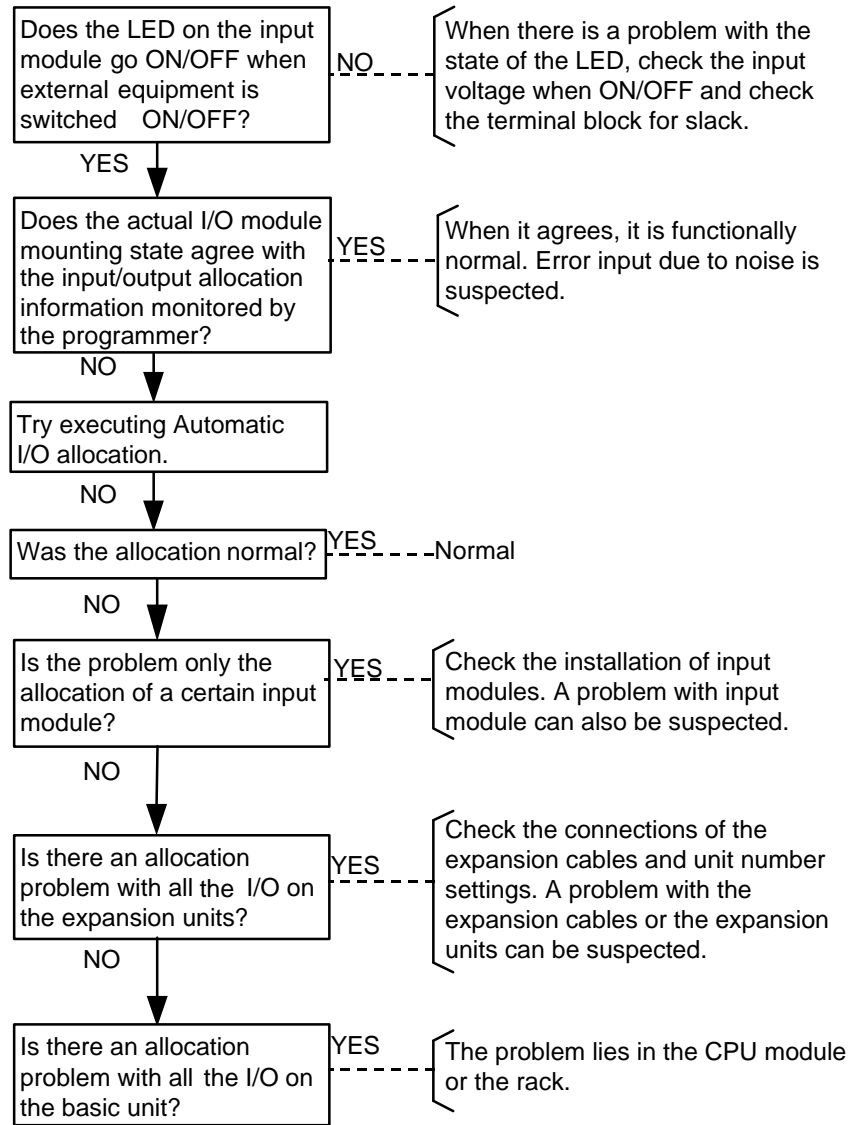 Does the LED on the input
module go ON/OFF when
external equipment is
switched ON/OFF?
NO
When there is a problem with the
state of the LED, check the input
voltage when ON/OFF and check
the terminal block for slack.
YES
Does the actual I/O module
mounting state agree with
the input/output allocation
information monitored by
the programmer?
YES
When it agrees, it is functionally
normal. Error input due to noise is
suspected.
NO
Try executing Automatic
I/O allocation.
NO
Was the allocation normal?
YES
Normal
NO
Is the problem only the
allocation of a certain input
module?
YES
Check the installation of input
modules. A problem with input
module can also be suspected.
NO
Is there an allocation
problem with all the I/O on
the expansion units?
YES
Check the connections of the
expansion cables and unit number
settings. A problem with the
expansion cables or the expansion
units can be suspected.
NO
Is there an allocation
problem with all the I/O on
the basic unit?
YES
The problem lies in the CPU module
or the rack.